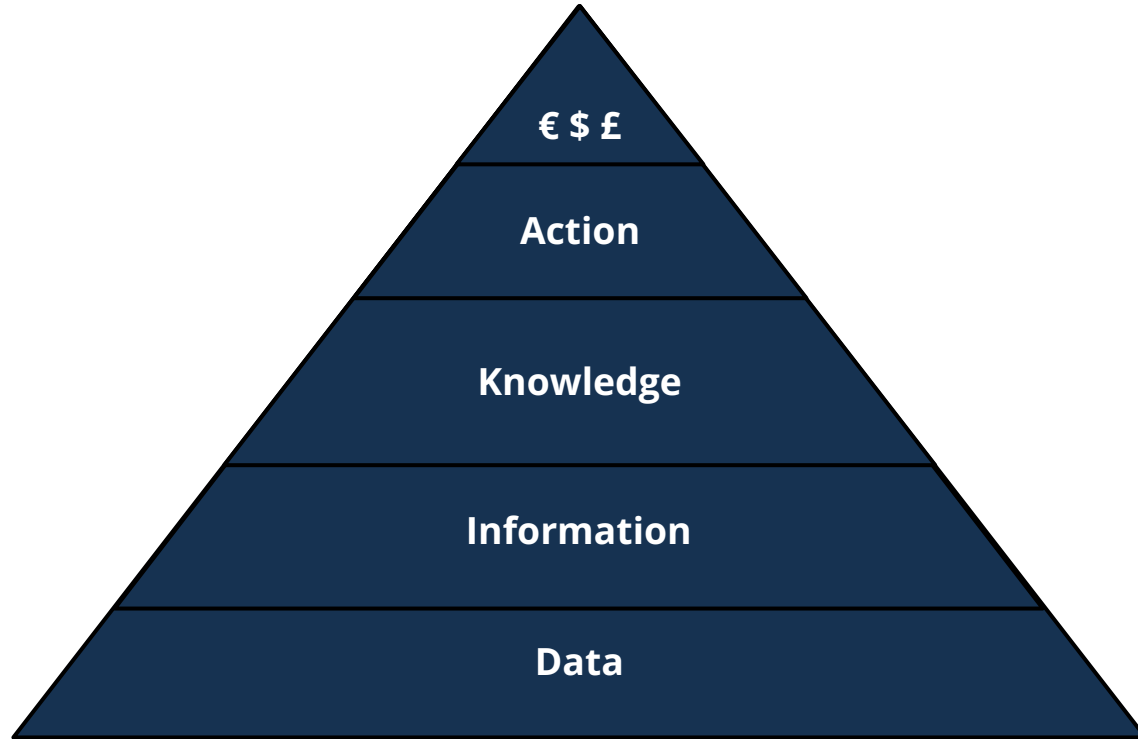 € $ £
Action
Knowledge
Information
Data